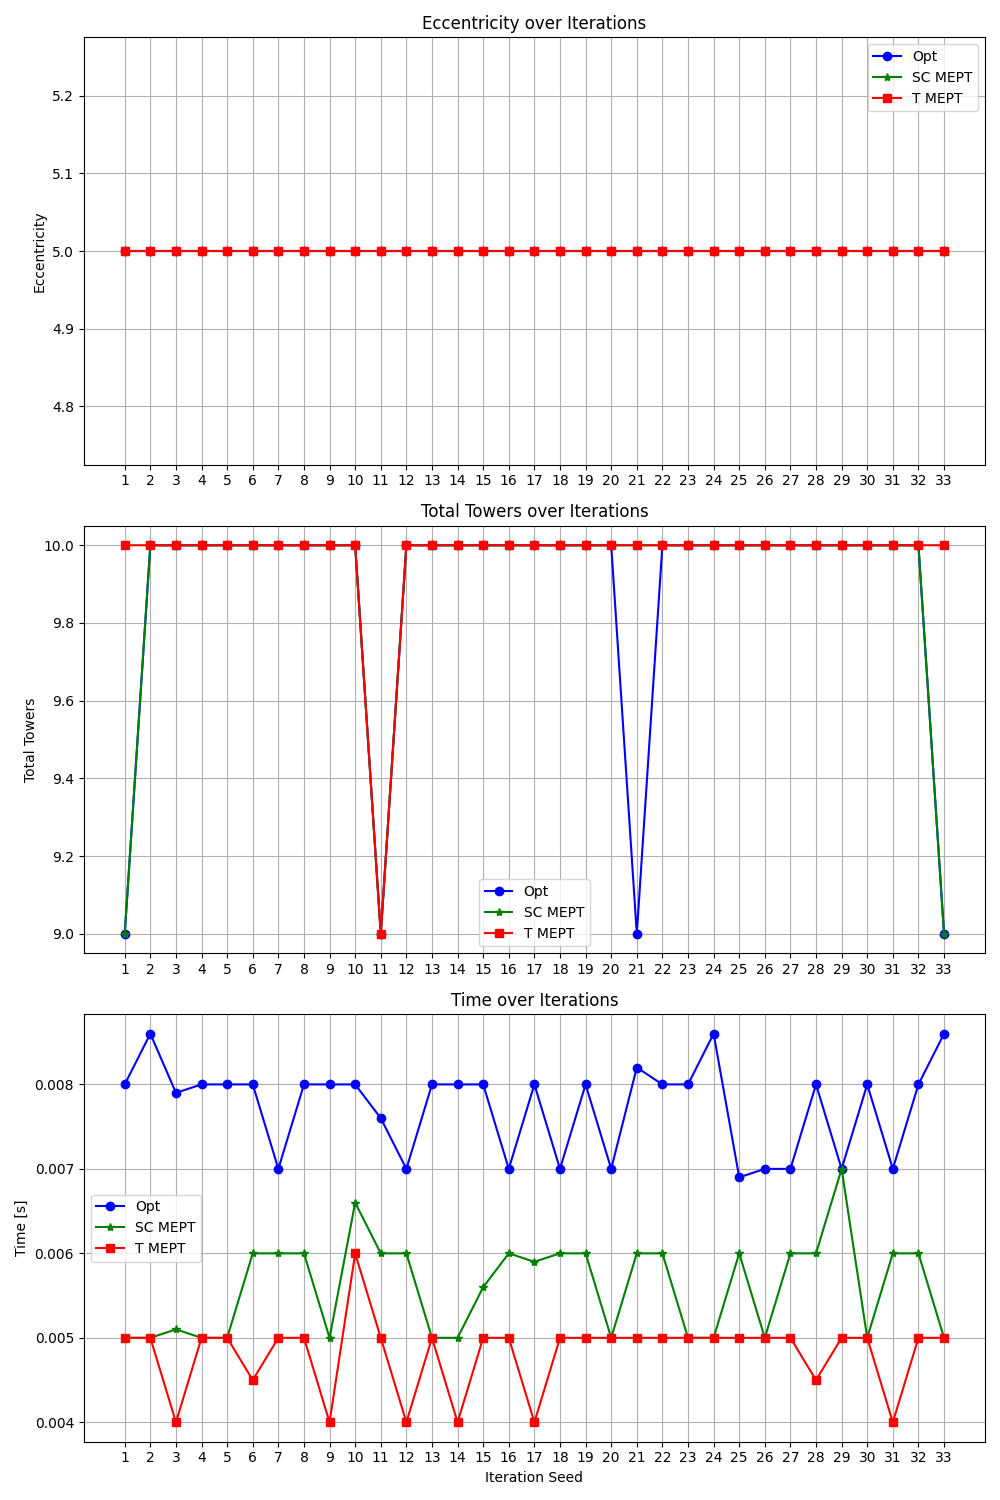 Eccentricity over Iterations
Opt
SC MEPT
T MEPT
5.2
5.1
5.0
4.9
4.8
Eccentricity
1 2 3 4 5 6 7 8 9 10 11 12 13 14 15 16 17 18 19 20 21 22 23 24 25 26 27 28 29 30 31 32 33
Total Towers over Iterations
10.0
9.8
9.6
9.4
9.2
9.0
Total Towers
Opt
SC MEPT
T MEPT
1 2 3 4 5 6 7 8 9 10 11 12 13 14 15 16 17 18 19 20 21 22 23 24 25 26 27 28 29 30 31 32 33
Time over Iterations
0.008
0.007
0.006
0.005
0.004
Time [s]
Opt
SC MEPT
T MEPT
1 2 3 4 5 6 7 8 9 10 11 12 13 14 15 16 17 18 19 20 21 22 23 24 25 26 27 28 29 30 31 32 33
Iteration Seed